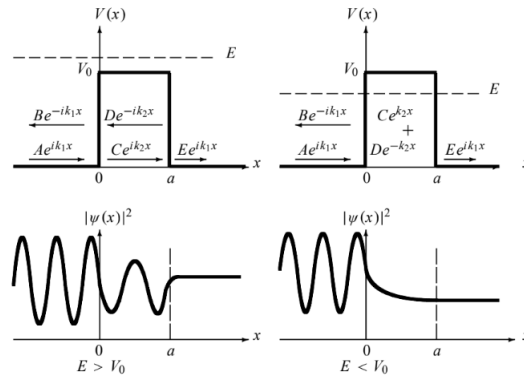 V(x)
E
V₀
Be^{-ik₁x} De^{-ik₂x}
Ae^{ik₁x} Ce^{ik₂x} Ee^{ik₁x} x
0 a
V(x)
V₀
E
Be^{-ik₁x} Ce^{k₂x}
+
Ae^{ik₁x} De^{-k₂x} Ee^{ik₁x} x
0 a
|ψ(x)|²
x
0 a
E > V₀
|ψ(x)|²
x
0 a
E < V₀